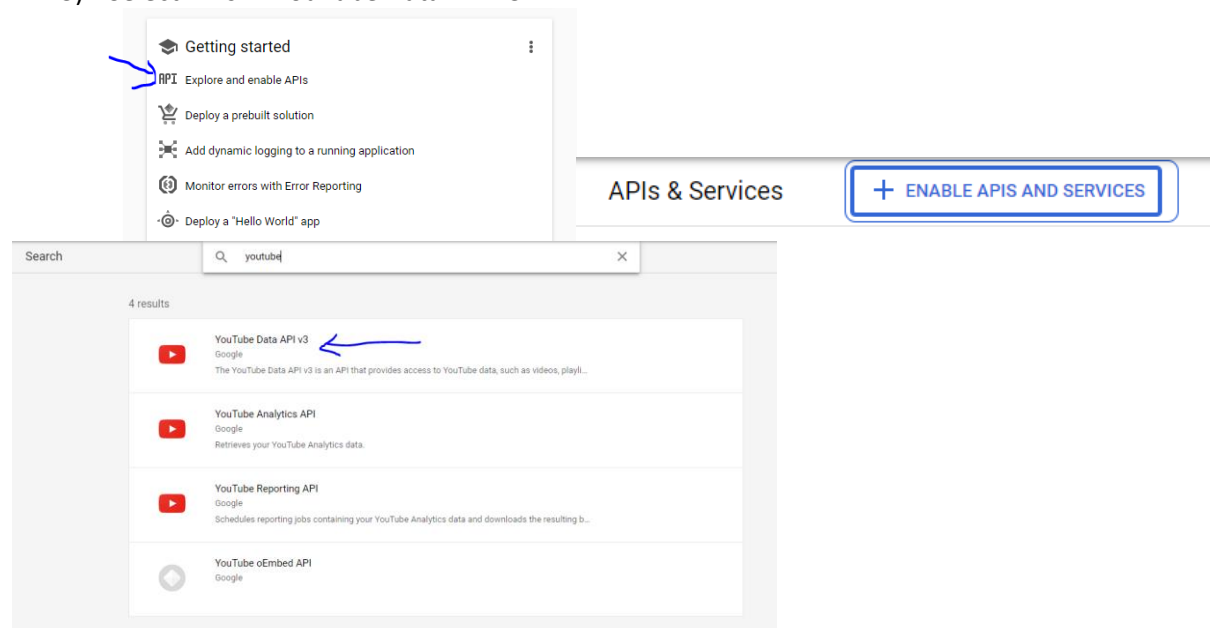 Getting started
API Explore and enable APIs
Deploy a prebuilt solution
Add dynamic logging to a running application
Monitor errors with Error Reporting
Deploy a "Hello World" app
APIs & Services
+ ENABLE APIS AND SERVICES
Search
youtube
4 results
YouTube Data API v3
Google
The YouTube Data API v3 is an API that provides access to YouTube data, such as videos, playli...
YouTube Analytics API
Google
Retrieves your YouTube Analytics data.
YouTube Reporting API
Google
Schedules reporting jobs containing your YouTube Analytics data and downloads the resulting b...
YouTube oEmbed API
Google